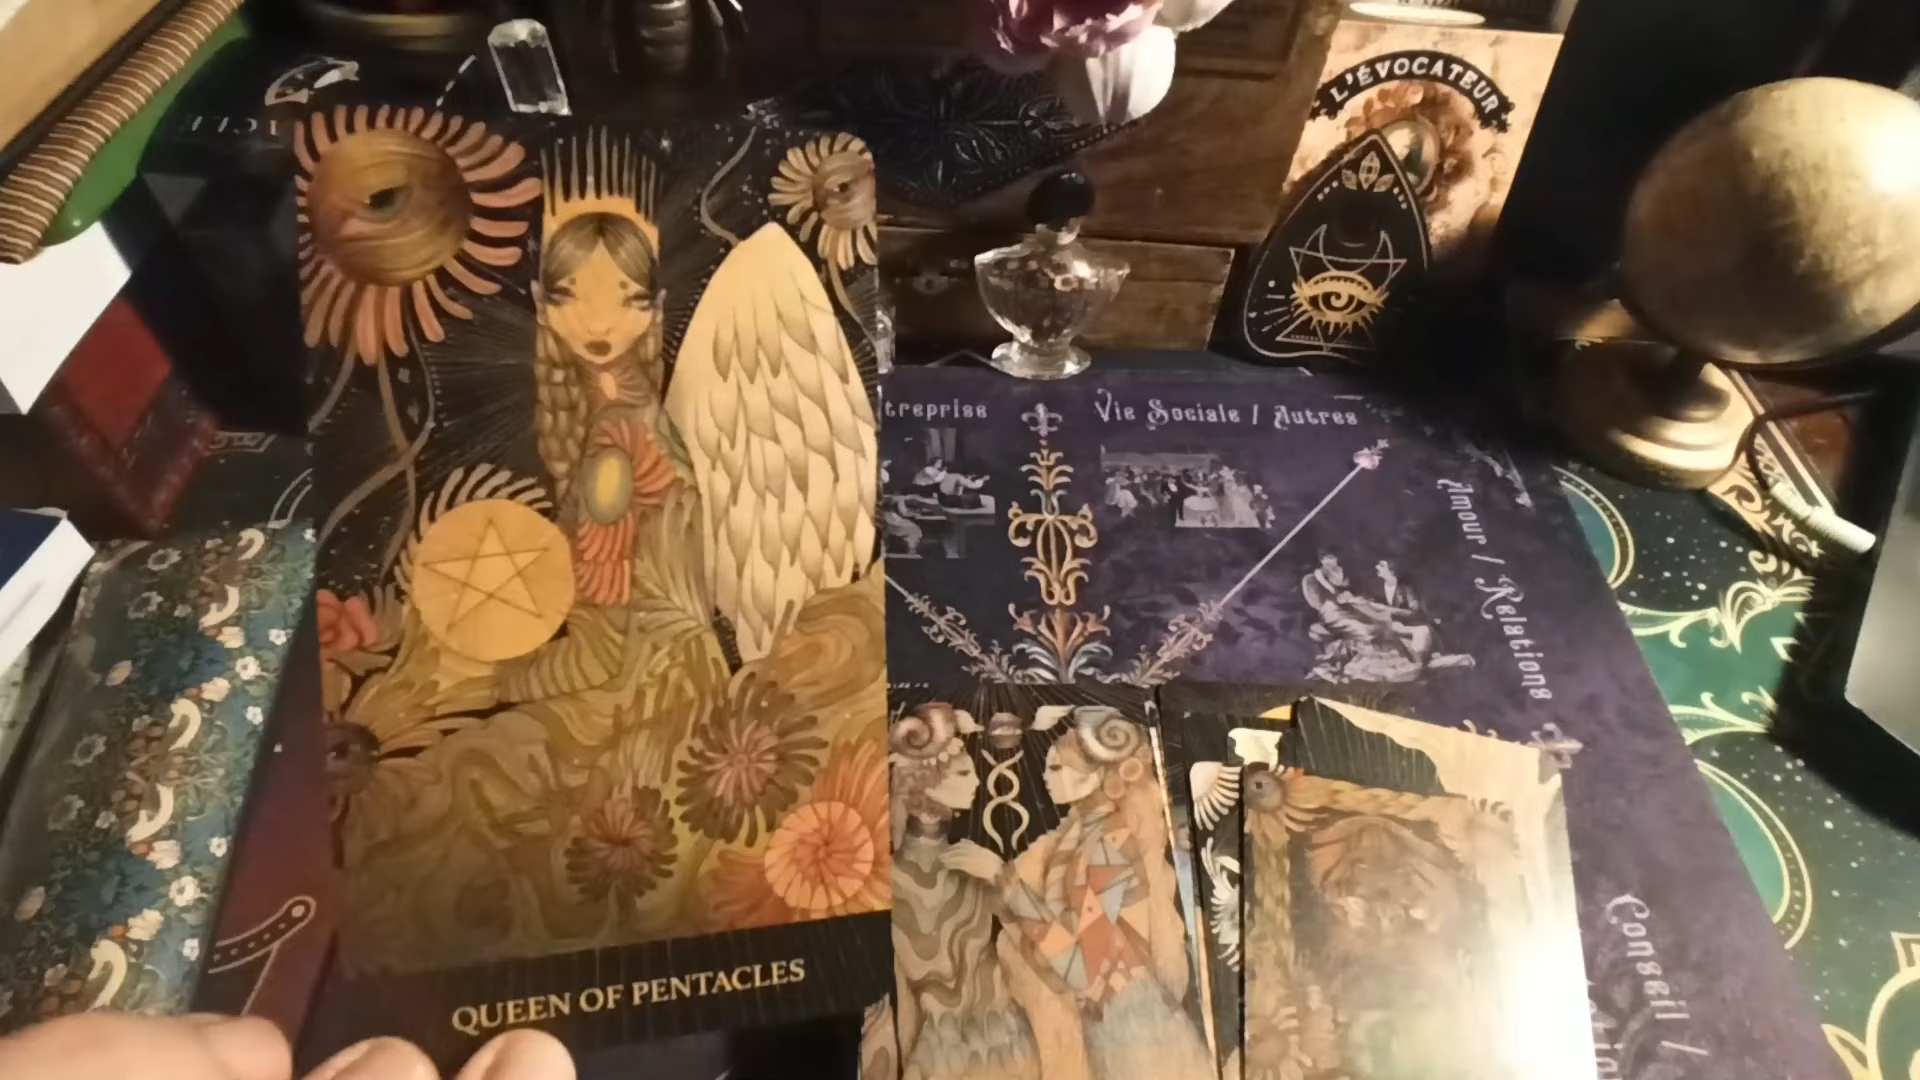 L'ÉVOCATEUR
treprise
Vie Sociale / Autres
Amour / Relations
Conseil /
QUEEN OF PENTACLES